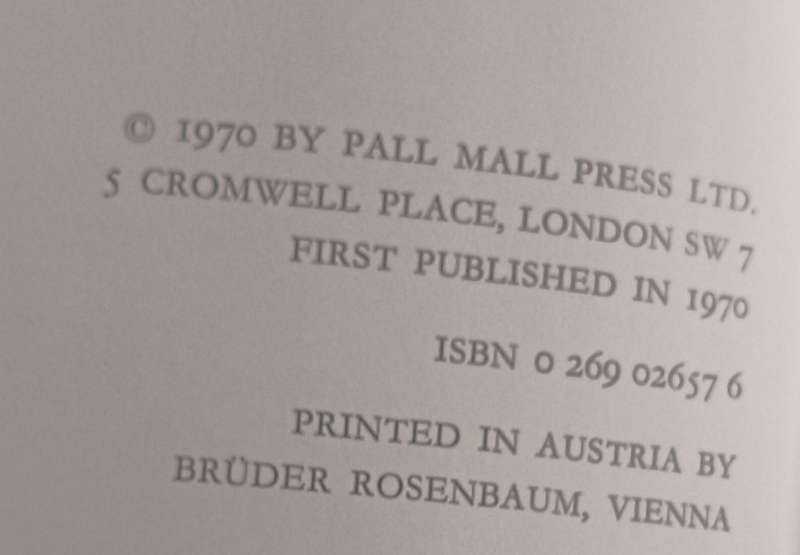 © 1970 BY PALL MALL PRESS LTD.
5 CROMWELL PLACE, LONDON SW 7
FIRST PUBLISHED IN 1970
ISBN 0 269 02657 6
PRINTED IN AUSTRIA BY
BRÜDER ROSENBAUM, VIENNA